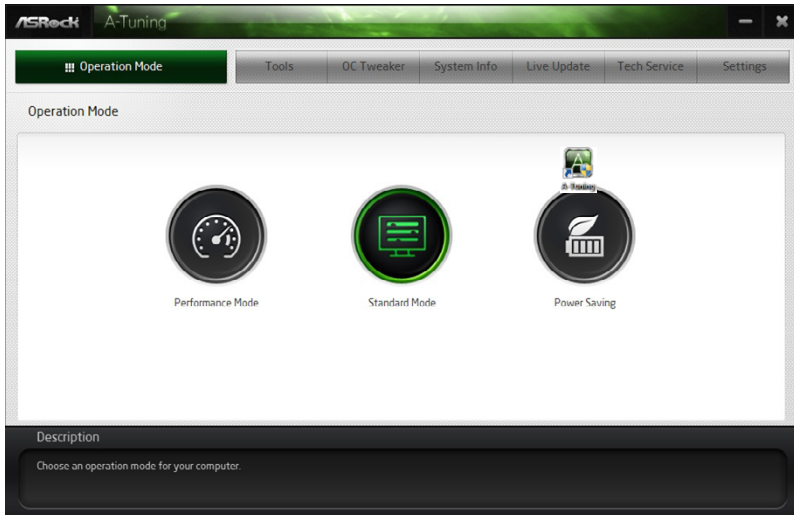 ASRock A-Tuning
Operation Mode Tools OC Tweaker System Info Live Update Tech Service Settings
Operation Mode
A-Tuning
Performance Mode Standard Mode Power Saving
Description
Choose an operation mode for your computer.